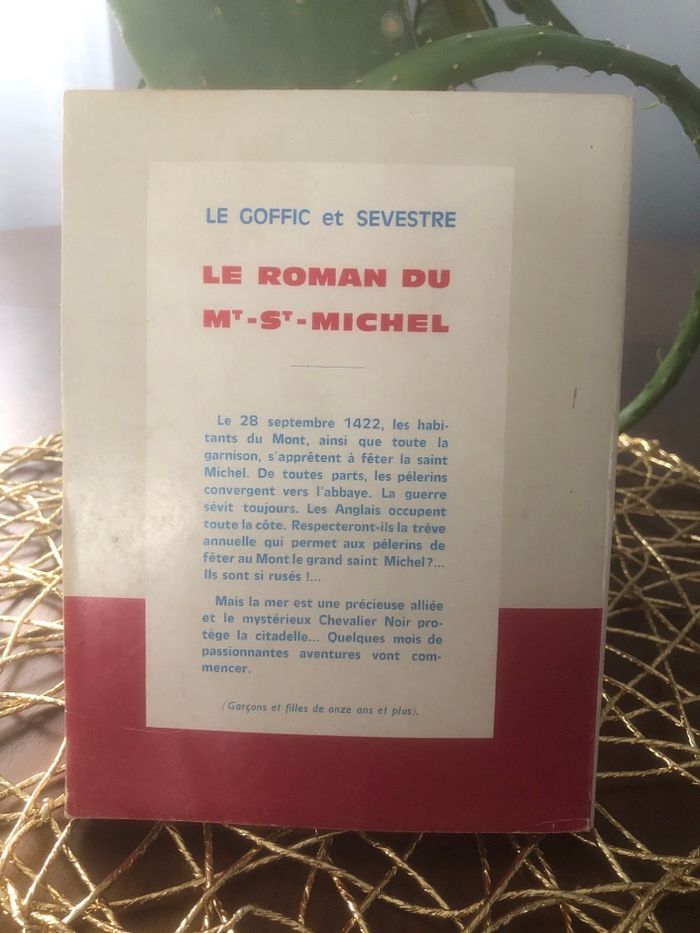 LE GOFFIC et SEVESTRE
LE ROMAN DU
Mᵀ-Sᵀ-MICHEL
Le 28 septembre 1422, les habi-
tants du Mont, ainsi que toute la
garnison, s'apprêtent à fêter la saint
Michel. De toutes parts, les pélerins
convergent vers l'abbaye. La guerre
sévit toujours. Les Anglais occupent
toute la côte. Respecteront-ils la trêve
annuelle qui permet aux pélerins de
fêter au Mont le grand saint Michel?...
Ils sont si rusés !...
Mais la mer est une précieuse alliée
et le mystérieux Chevalier Noir pro-
tège la citadelle... Quelques mois de
passionnantes aventures vont com-
mencer.
(Garçons et filles de onze ans et plus).